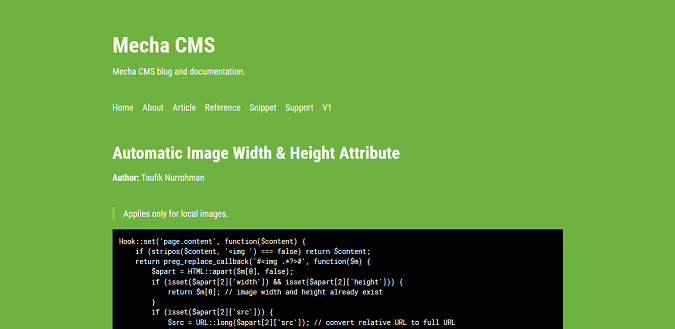 Mecha CMS
Mecha CMS blog and documentation.
Home About Article Reference Snippet Support V1
Automatic Image Width & Height Attribute
Author: Taufik Nurrohman
Applies only for local images.
Hook::set('page.content', function($content) {
    if (stripos($content, '<img ') === false) return $content;
    return preg_replace_callback('#<img .*?>#', function($m) {
        $apart = HTML::apart($m[0], false);
        if (isset($apart[2]['width']) && isset($apart[2]['height'])) {
            return $m[0]; // image width and height already exist
        }
        if (isset($apart[2]['src'])) {
            $src = URL::long($apart[2]['src']); // convert relative URL to full URL